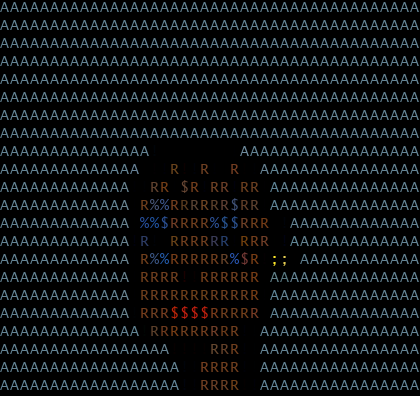 AAAAAAAAAAAAAAAAAAAAAAAAAAAAAAAAAAAAAAAAAA
AAAAAAAAAAAAAAAAAAAAAAAAAAAAAAAAAAAAAAAAAA
AAAAAAAAAAAAAAAAAAAAAAAAAAAAAAAAAAAAAAAAAA
AAAAAAAAAAAAAAAAAAAAAAAAAAAAAAAAAAAAAAAAAA
AAAAAAAAAAAAAAAAAAAAAAAAAAAAAAAAAAAAAAAAAA
AAAAAAAAAAAAAAAAAAAAAAAAAAAAAAAAAAAAAAAAAA
AAAAAAAAAAAAAAAAAAAAAAAAAAAAAAAAAAAAAAAAAA
AAAAAAAAAAAAAAAAAAAAAAAAAAAAAAAAAAAAAAAAAA
AAAAAAAAAAAAAAA         AAAAAAAAAAAAAAAAAA
AAAAAAAAAAAAAA   R  R  R  AAAAAAAAAAAAAAAA
AAAAAAAAAAAAA  RR $R RR RR AAAAAAAAAAAAAAA
AAAAAAAAAAAAA R%%RRRRRR$RR AAAAAAAAAAAAAAA
AAAAAAAAAAAAA %%$RRRR%$$RRR  AAAAAAAAAAAAA
AAAAAAAAAAAAA R  RRRRRR RRR  AAAAAAAAAAAAA
AAAAAAAAAAAAA R%%RRRRRR%$R ;; AAAAAAAAAAAA
AAAAAAAAAAAAA RRRR  RRRRRR AAAAAAAAAAAAAAA
AAAAAAAAAAAAA RRRRRRRRRRRR AAAAAAAAAAAAAAA
AAAAAAAAAAAAA RRR$$$$RRRRR AAAAAAAAAAAAAAA
AAAAAAAAAAAAAA RRRRRRRRR  AAAAAAAAAAAAAAAA
AAAAAAAAAAAAAAAAA    RRR  AAAAAAAAAAAAAAAA
AAAAAAAAAAAAAAAAAA  RRRR  AAAAAAAAAAAAAAAA
AAAAAAAAAAAAAAAAAA  RRRR  AAAAAAAAAAAAAAAA